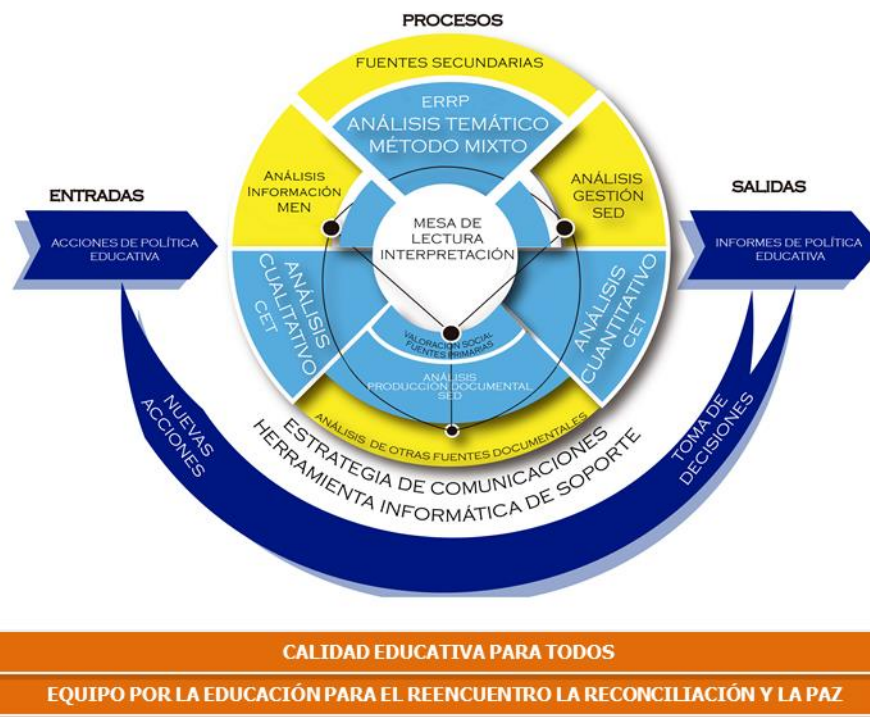 PROCESOS
FUENTES SECUNDARIAS
ERRP
ANÁLISIS TEMÁTICO
MÉTODO MIXTO
ANÁLISIS
INFORMACIÓN
MEN
ANÁLISIS
GESTIÓN
SED
ENTRADAS
ACCIONES DE POLÍTICA
EDUCATIVA
MESA DE
LECTURA
INTERPRETACIÓN
SALIDAS
INFORMES DE POLÍTICA
EDUCATIVA
ANÁLISIS
CUALITATIVO
CET
ANÁLISIS
CUANTITATIVO
CET
VALORACIÓN SOCIAL
FUENTES PRIMARIAS
ANÁLISIS
PRODUCCIÓN DOCUMENTAL
SED
ANÁLISIS DE OTRAS FUENTES DOCUMENTALES
ESTRATEGIA DE COMUNICACIONES
HERRAMIENTA INFORMÁTICA DE SOPORTE
NUEVAS
ACCIONES
TOMA DE
DECISIONES
CALIDAD EDUCATIVA PARA TODOS
EQUIPO POR LA EDUCACIÓN PARA EL REENCUENTRO LA RECONCILIACIÓN Y LA PAZ